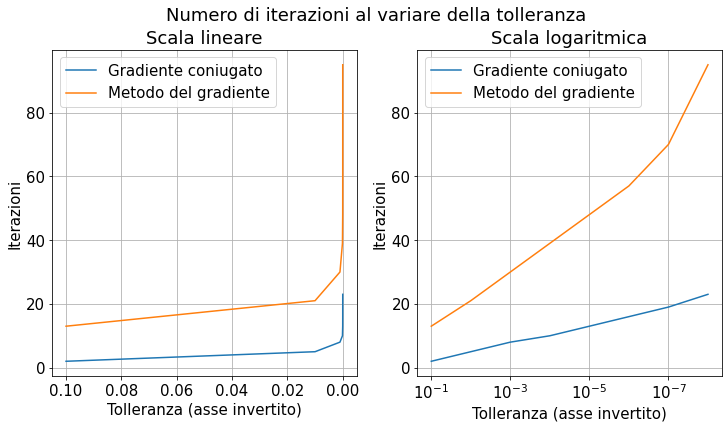 Numero di iterazioni al variare della tolleranza
Scala lineare
Gradiente coniugato
Metodo del gradiente
Iterazioni
80
60
40
20
0
0.10 0.08 0.06 0.04 0.02 0.00
Tolleranza (asse invertito)
Scala logaritmica
Gradiente coniugato
Metodo del gradiente
Iterazioni
80
60
40
20
0
10⁻¹ 10⁻³ 10⁻⁵ 10⁻⁷
Tolleranza (asse invertito)